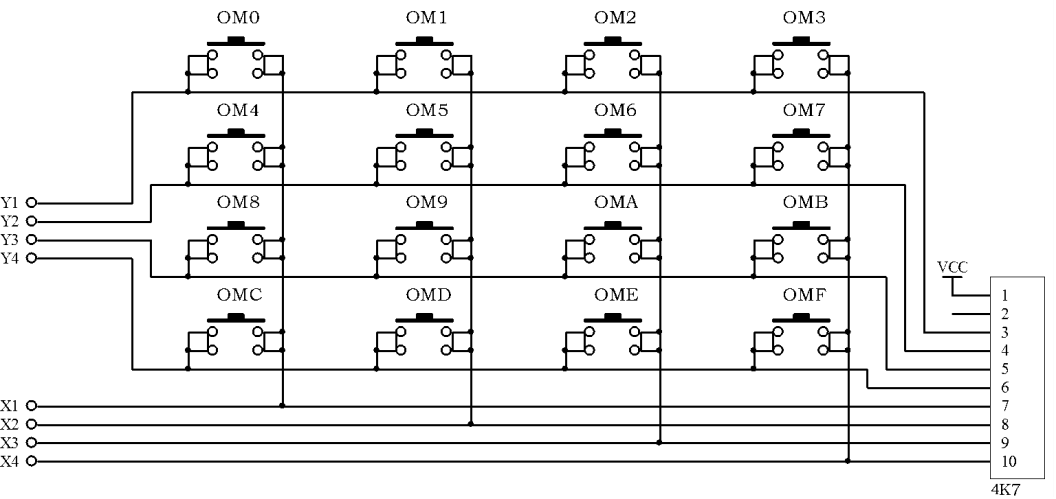 OM0 OM1 OM2 OM3
OM4 OM5 OM6 OM7
Y1
Y2
OM8 OM9 OMA OMB
Y3
Y4
VCC
OMC OMD OME OMF
1
2
3
4
5
6
X1 7
X2 8
X3 9
X4 10
4K7